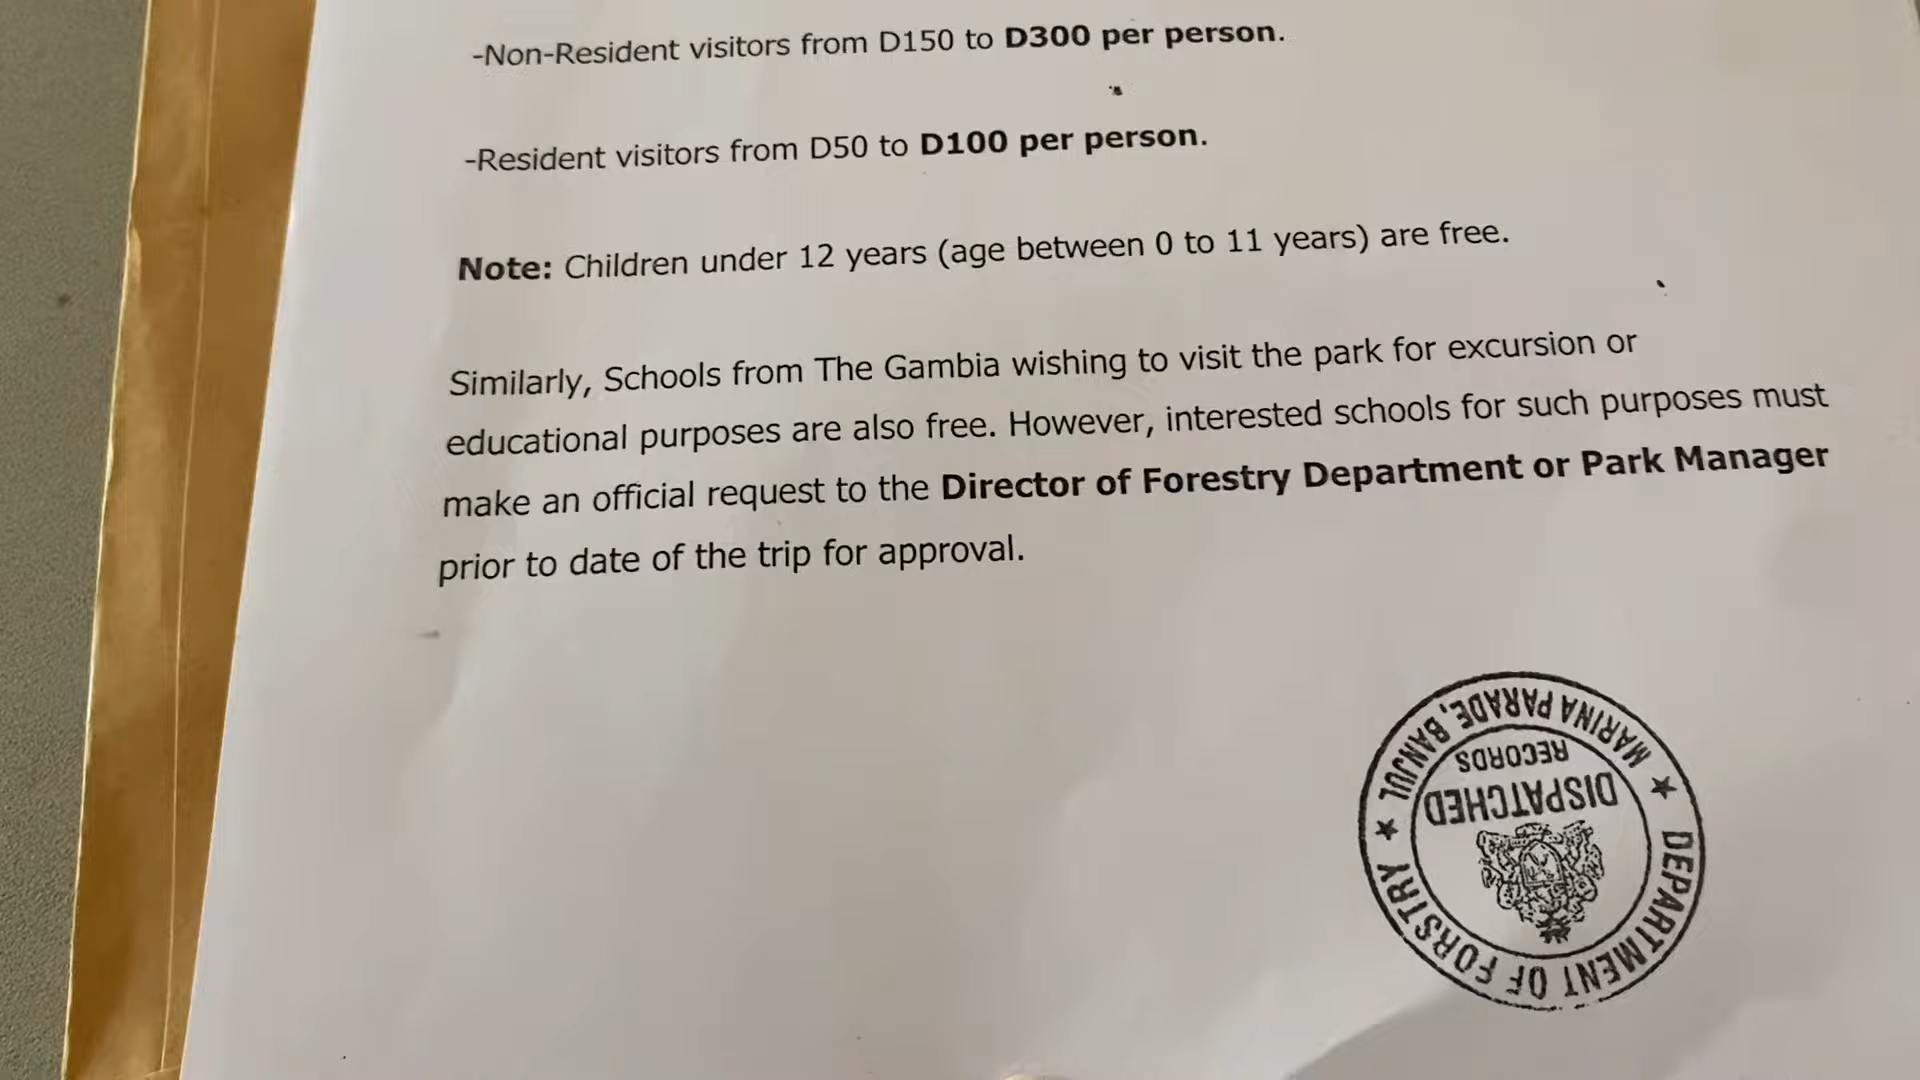 -Non-Resident visitors from D150 to D300 per person.
-Resident visitors from D50 to D100 per person.
Note: Children under 12 years (age between 0 to 11 years) are free.
Similarly, Schools from The Gambia wishing to visit the park for excursion or
educational purposes are also free. However, interested schools for such purposes must
make an official request to the Director of Forestry Department or Park Manager
prior to date of the trip for approval.
DEPARTMENT OF FORSTRY
DISPATCHED
RECORDS
MARINA PARADE, BANJUL